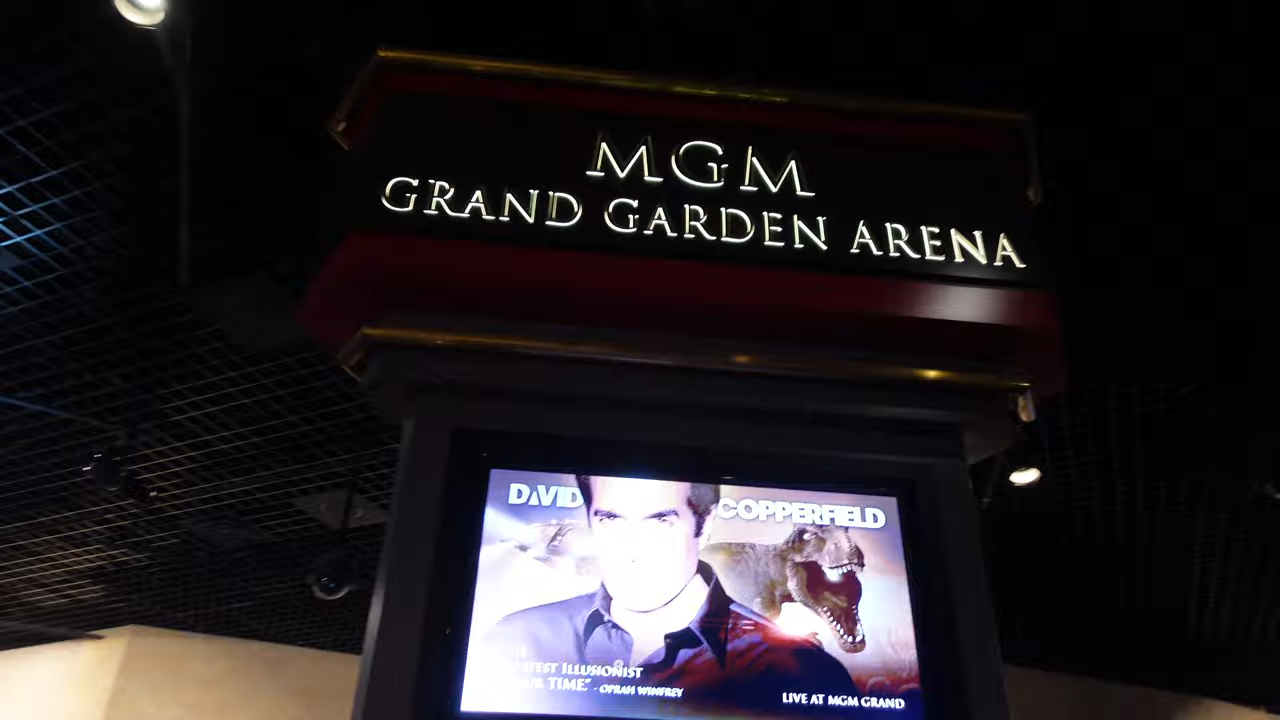 MGM
GRAND GARDEN ARENA
DAVID COPPERFIELD
ILLUSIONIST
TIME." - OPRAH WINFREY
LIVE AT MGM GRAND